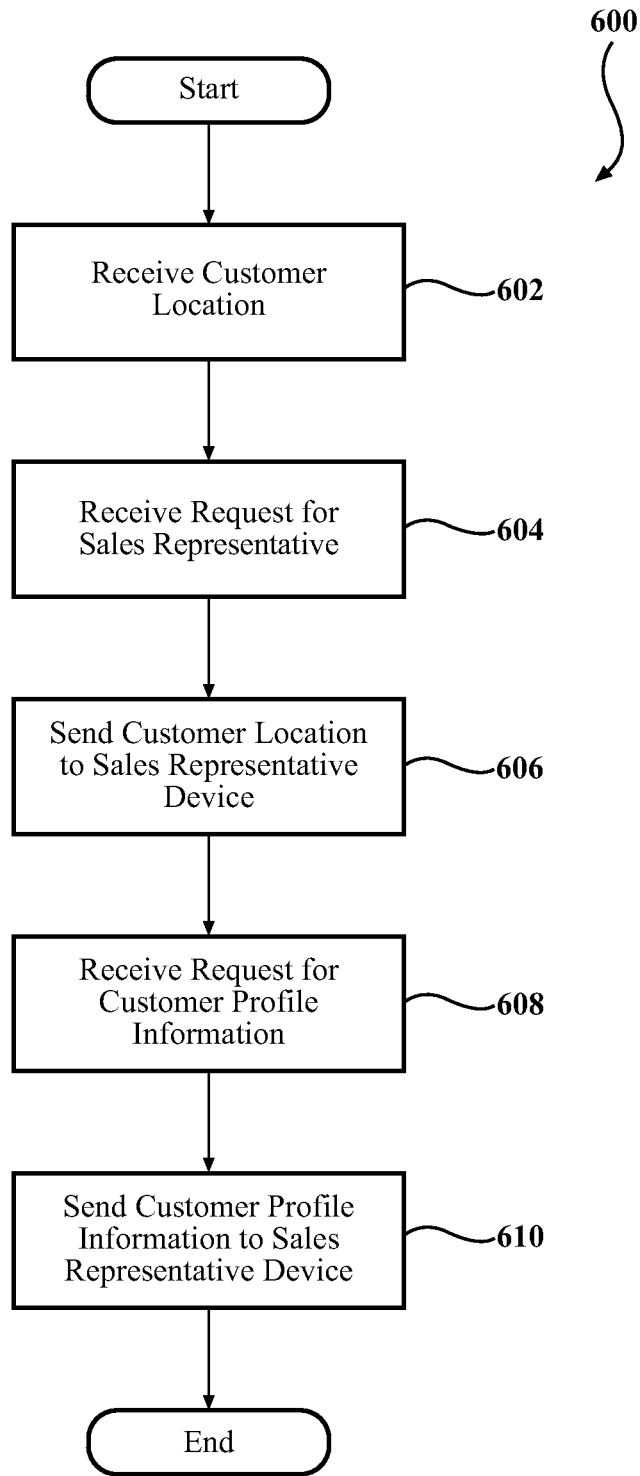 600
Start
Receive Customer
Location
602
Receive Request for
Sales Representative
604
Send Customer Location
to Sales Representative
Device
606
Receive Request for
Customer Profile
Information
608
Send Customer Profile
Information to Sales
Representative Device
610
End